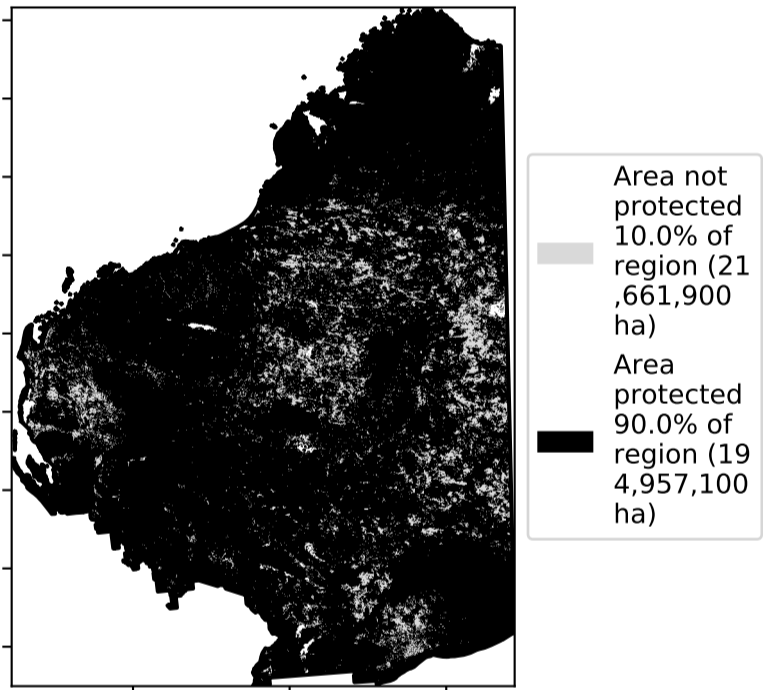 Area not
protected
10.0% of
region (21
,661,900
ha)
Area
protected
90.0% of
region (19
4,957,100
ha)